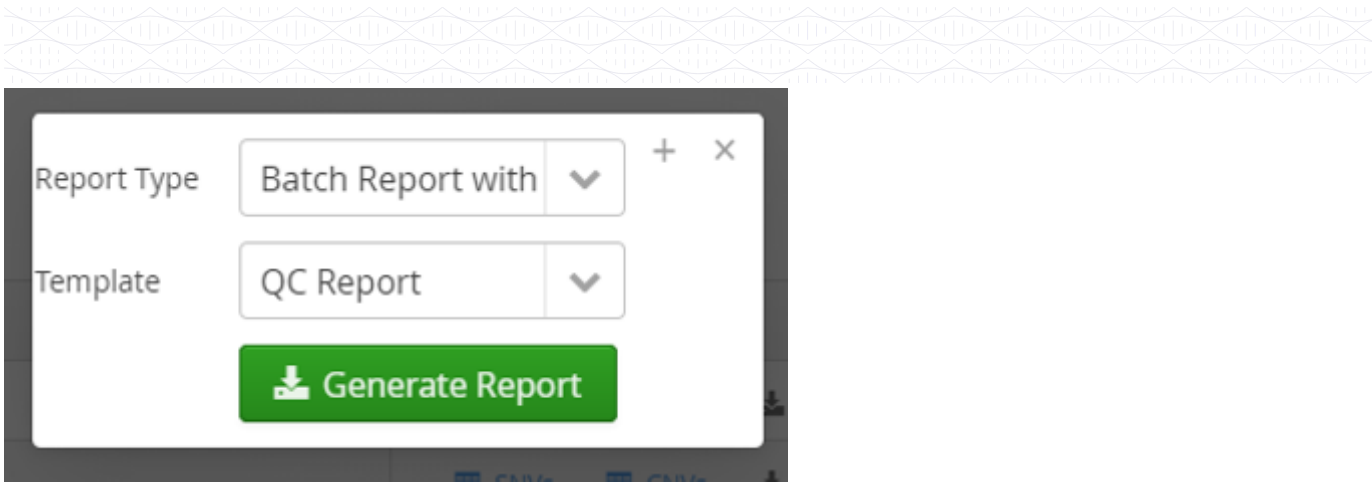 Report Type
Batch Report with
+ ×
Template
QC Report
Generate Report